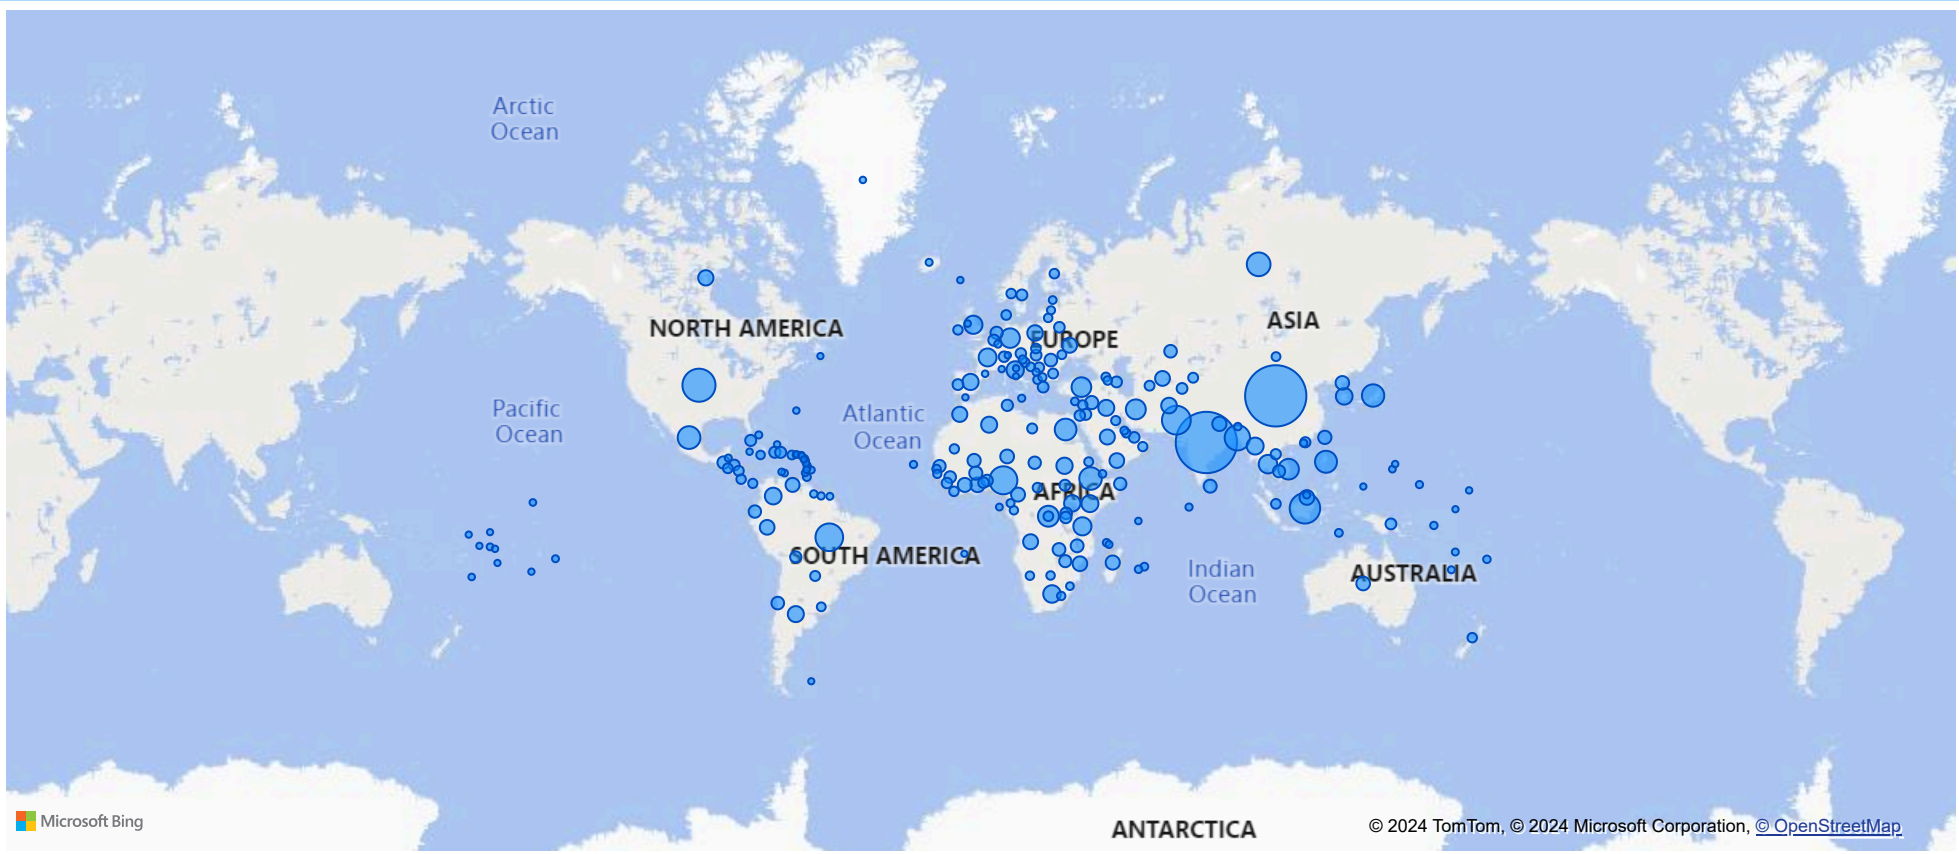 Arctic
Ocean
NORTH AMERICA
ASIA
EUROPE
Pacific
Ocean
Atlantic
Ocean
AFRICA
SOUTH AMERICA
Indian
Ocean
AUSTRALIA
ANTARCTICA
Microsoft Bing
© 2024 TomTom, © 2024 Microsoft Corporation, © OpenStreetMap